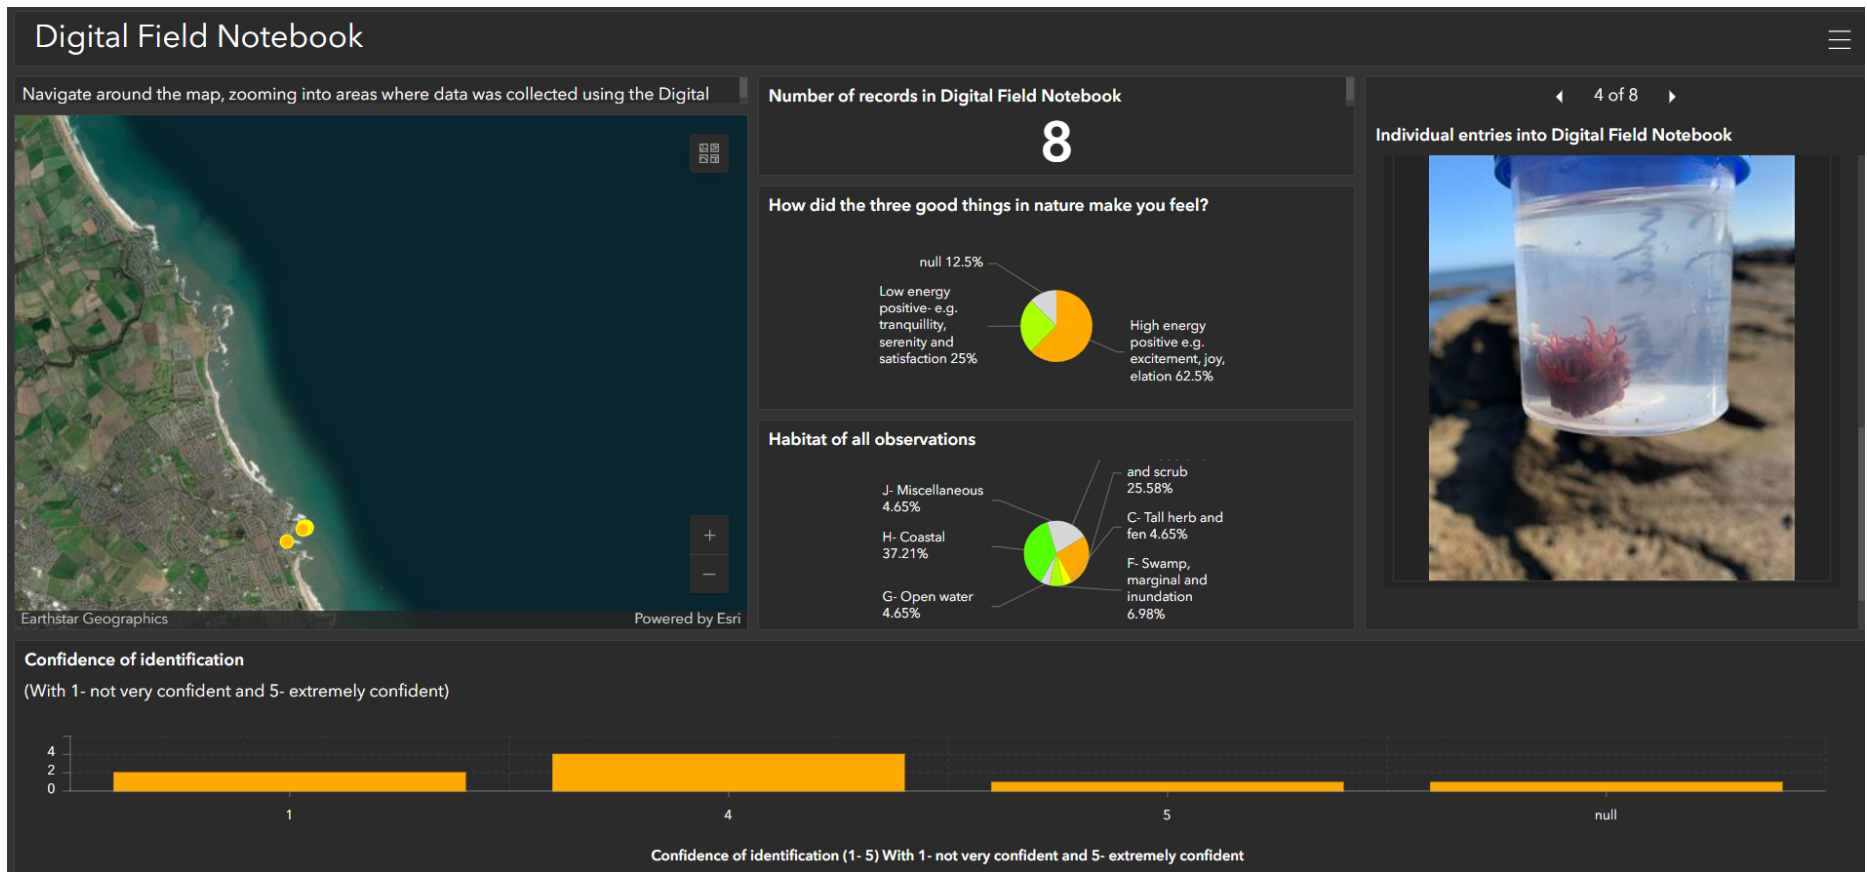 Digital Field Notebook
Navigate around the map, zooming into areas where data was collected using the Digital
Earthstar Geographics
Powered by Esri
Number of records in Digital Field Notebook
8
How did the three good things in nature make you feel?
null 12.5%
Low energy
positive- e.g.
tranquillity,
serenity and
satisfaction 25%
High energy
positive e.g.
excitement, joy,
elation 62.5%
Habitat of all observations
J- Miscellaneous
4.65%
H- Coastal
37.21%
G- Open water
4.65%
and scrub
25.58%
C- Tall herb and
fen 4.65%
F- Swamp,
marginal and
inundation
6.98%
4 of 8
Individual entries into Digital Field Notebook
Confidence of identification
(With 1- not very confident and 5- extremely confident)
4
2
0
1
4
5
null
Confidence of identification (1- 5) With 1- not very confident and 5- extremely confident